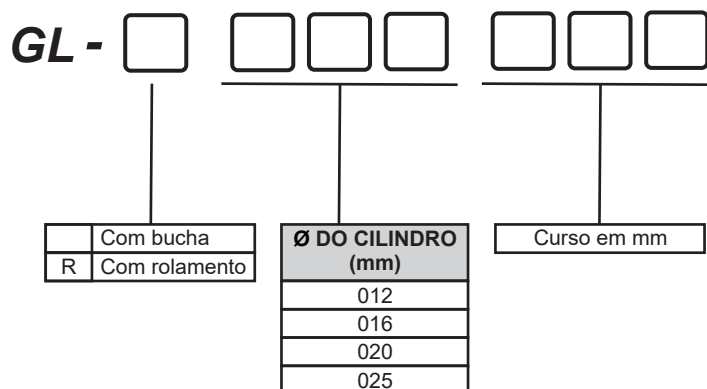 GL -
Com bucha
R Com rolamento
Ø DO CILINDRO
(mm)
012
016
020
025
Curso em mm